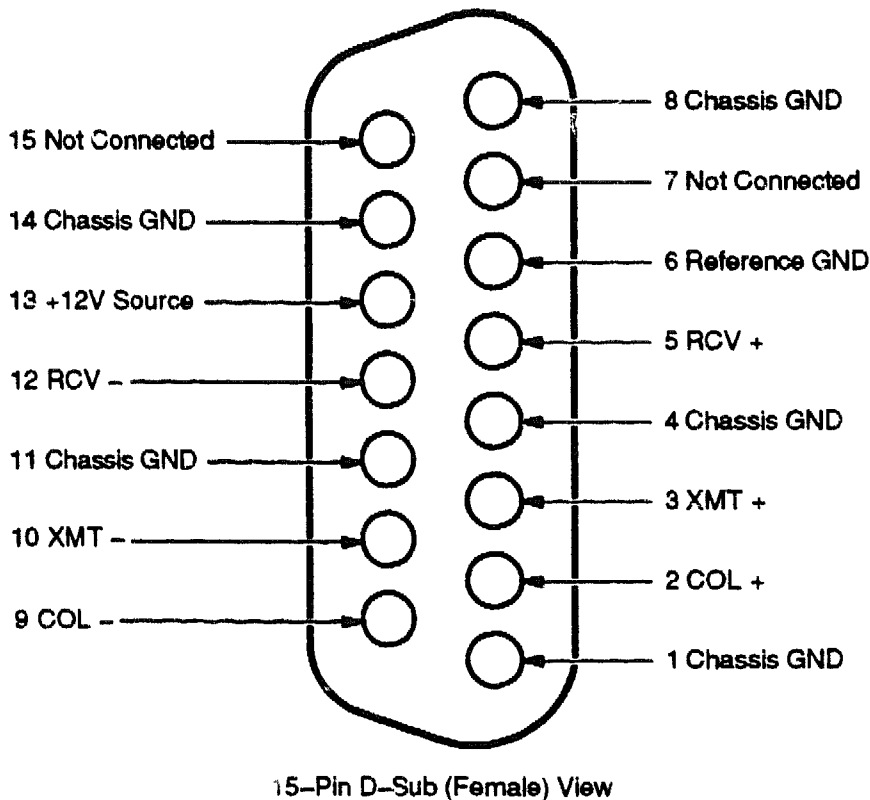 8 Chassis GND
15 Not Connected
7 Not Connected
14 Chassis GND
6 Reference GND
13 +12V Source
5 RCV +
12 RCV –
4 Chassis GND
11 Chassis GND
3 XMT +
10 XMT –
2 COL +
9 COL –
1 Chassis GND
15–Pin D–Sub (Female) View